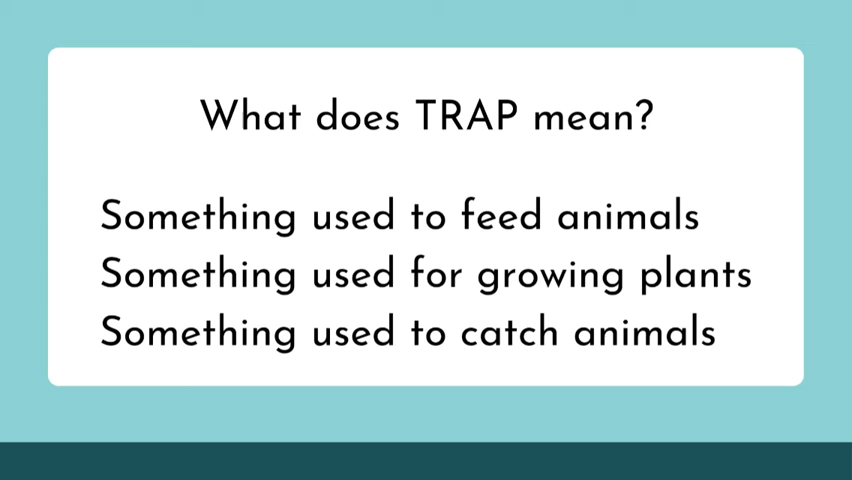 What does TRAP mean?
Something used to feed animals
Something used for growing plants
Something used to catch animals